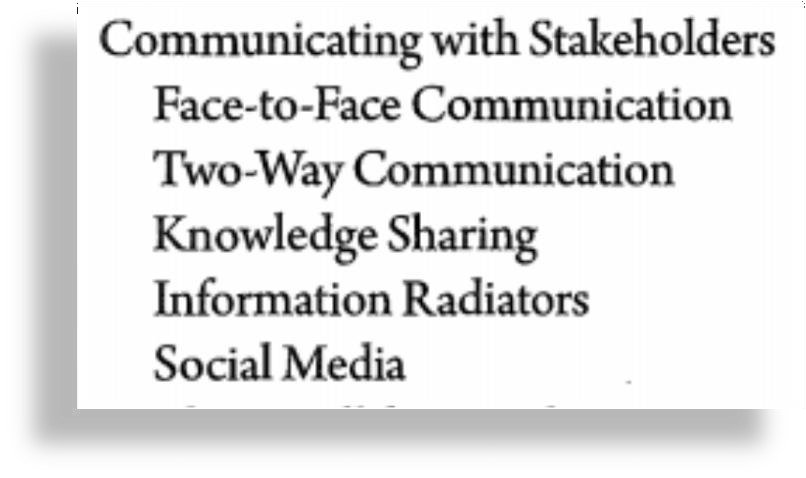 Communicating with Stakeholders
Face-to-Face Communication
Two-Way Communication
Knowledge Sharing
Information Radiators
Social Media